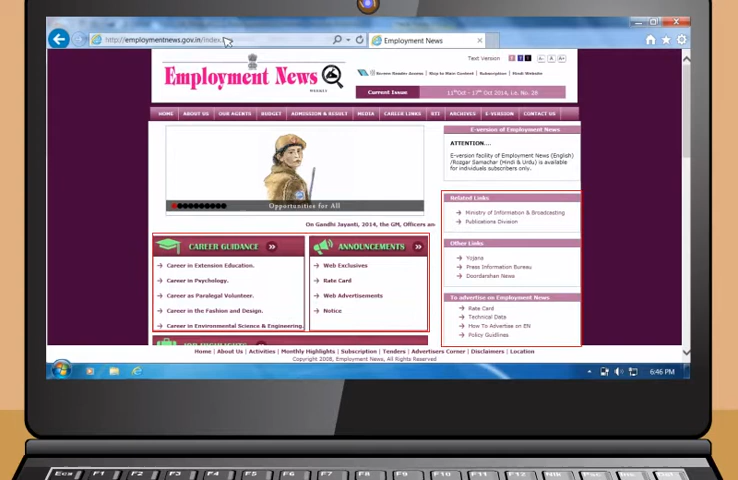 http://employmentnews.gov.in/index.
Employment News
Text Version A- A A+
Employment News
WEEKLY
Screen Reader Access | Skip to Main Content | Subscription | Hindi Website
Current Issue 11thOct - 17th Oct 2014, I.s. No. 28
HOME ABOUT US OUR AGENTS BUDGET ADMISSION & RESULT MEDIA CAREER LINKS RTI ARCHIVES E-VERSION CONTACT US
Opportunities for All
On Gandhi Jayanti, 2014, the GM, Officers an
E-version of Employment News
ATTENTION....
E-version facility of Employment News (English)
/Rozgar Samachar (Hindi & Urdu) is available
for individuals subscribers only.
Related Links
Ministry of Information & Broadcasting
Publications Division
Other Links
Yojana
Press Information Bureau
Doordarshan News
To advertise on Employment News
Rate Card
Technical Data
How To Advertise on EN
Policy Guidlines
CAREER GUIDANCE
Career in Extension Education.
Career in Psychology.
Career as Paralegal Volunteer.
Career in the Fashion and Design.
Career in Environmental Science & Engineering.
ANNOUNCEMENTS
Web Exclusives
Rate Card
Web Advertisements
Notice
JOB HIGHLIGHTS
Home | About Us | Activities | Monthly Highlights | Subscription | Tenders | Advertisers Corner | Disclaimers | Location
Copyright 2008, Employment News, All Rights Reserved
6:46 PM
Esc F1 F2 F3 F4 F5 F6 F7 F8 F9 F10 F11 F12